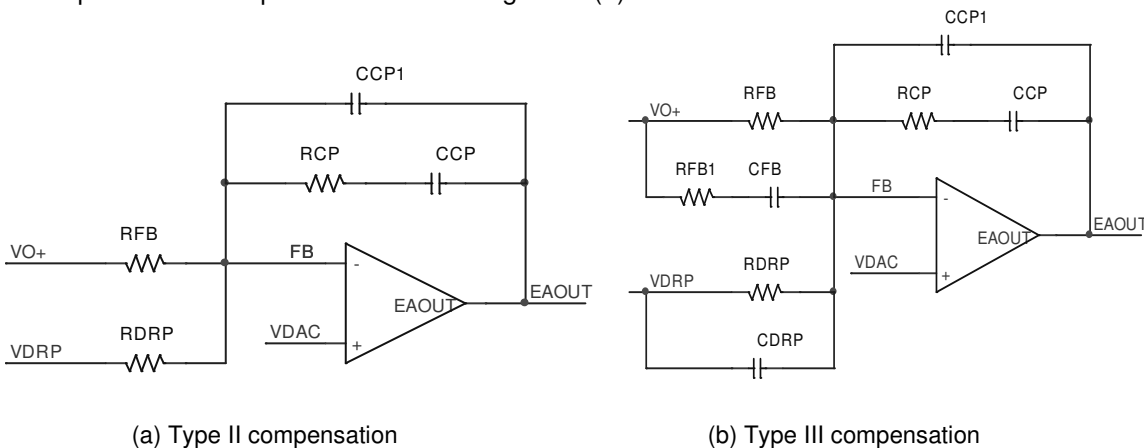 CCP1
RCP
CCP
RFB
VO+
FB
-
EAOUT
EAOUT
VDAC
+
RDRP
VDRP
(a) Type II compensation
CCP1
RFB
RCP
CCP
VO+
RFB1
CFB
FB
-
EAOUT
EAOUT
VDAC
+
RDRP
VDRP
CDRP
(b) Type III compensation